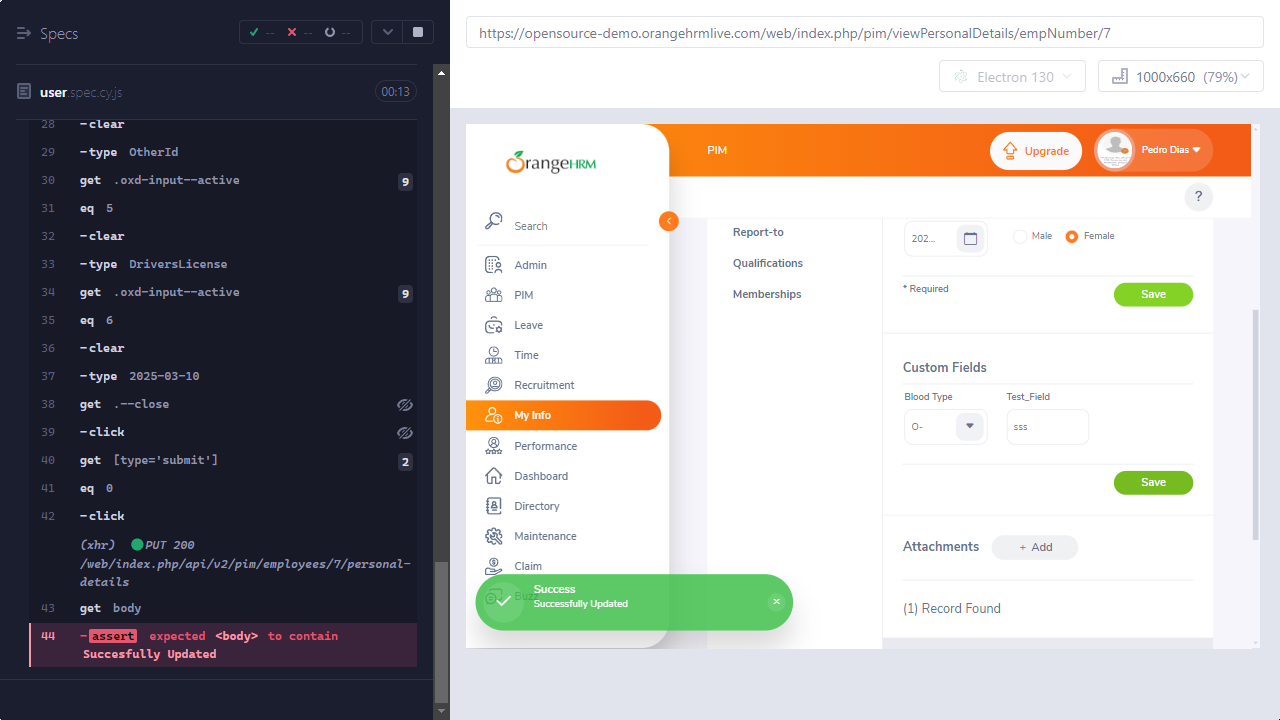 Specs
--
--
--
user.spec.cy.js
00:13
28 -clear
29 -type OtherId
30 get .oxd-input--active 9
31 eq 5
32 -clear
33 -type DriversLicense
34 get .oxd-input--active 9
35 eq 6
36 -clear
37 -type 2025-03-10
38 get .--close
39 -click
40 get [type='submit'] 2
41 eq 0
42 -click
(xhr) PUT 200
/web/index.php/api/v2/pim/employees/7/personal-
details
43 get body
44 -assert expected <body> to contain
Succesfully Updated
https://opensource-demo.orangehrmlive.com/web/index.php/pim/viewPersonalDetails/empNumber/7
Electron 130
1000x660 (79%)
OrangeHRM
Search
Admin
PIM
Leave
Time
Recruitment
My Info
Performance
Dashboard
Directory
Maintenance
Claim
Buzz
PIM
Upgrade
Pedro Dias
?
Report-to
Qualifications
Memberships
202...
Male
Female
* Required
Save
Custom Fields
Blood Type
Test_Field
O-
sss
Save
Attachments
+ Add
(1) Record Found
Success
Successfully Updated